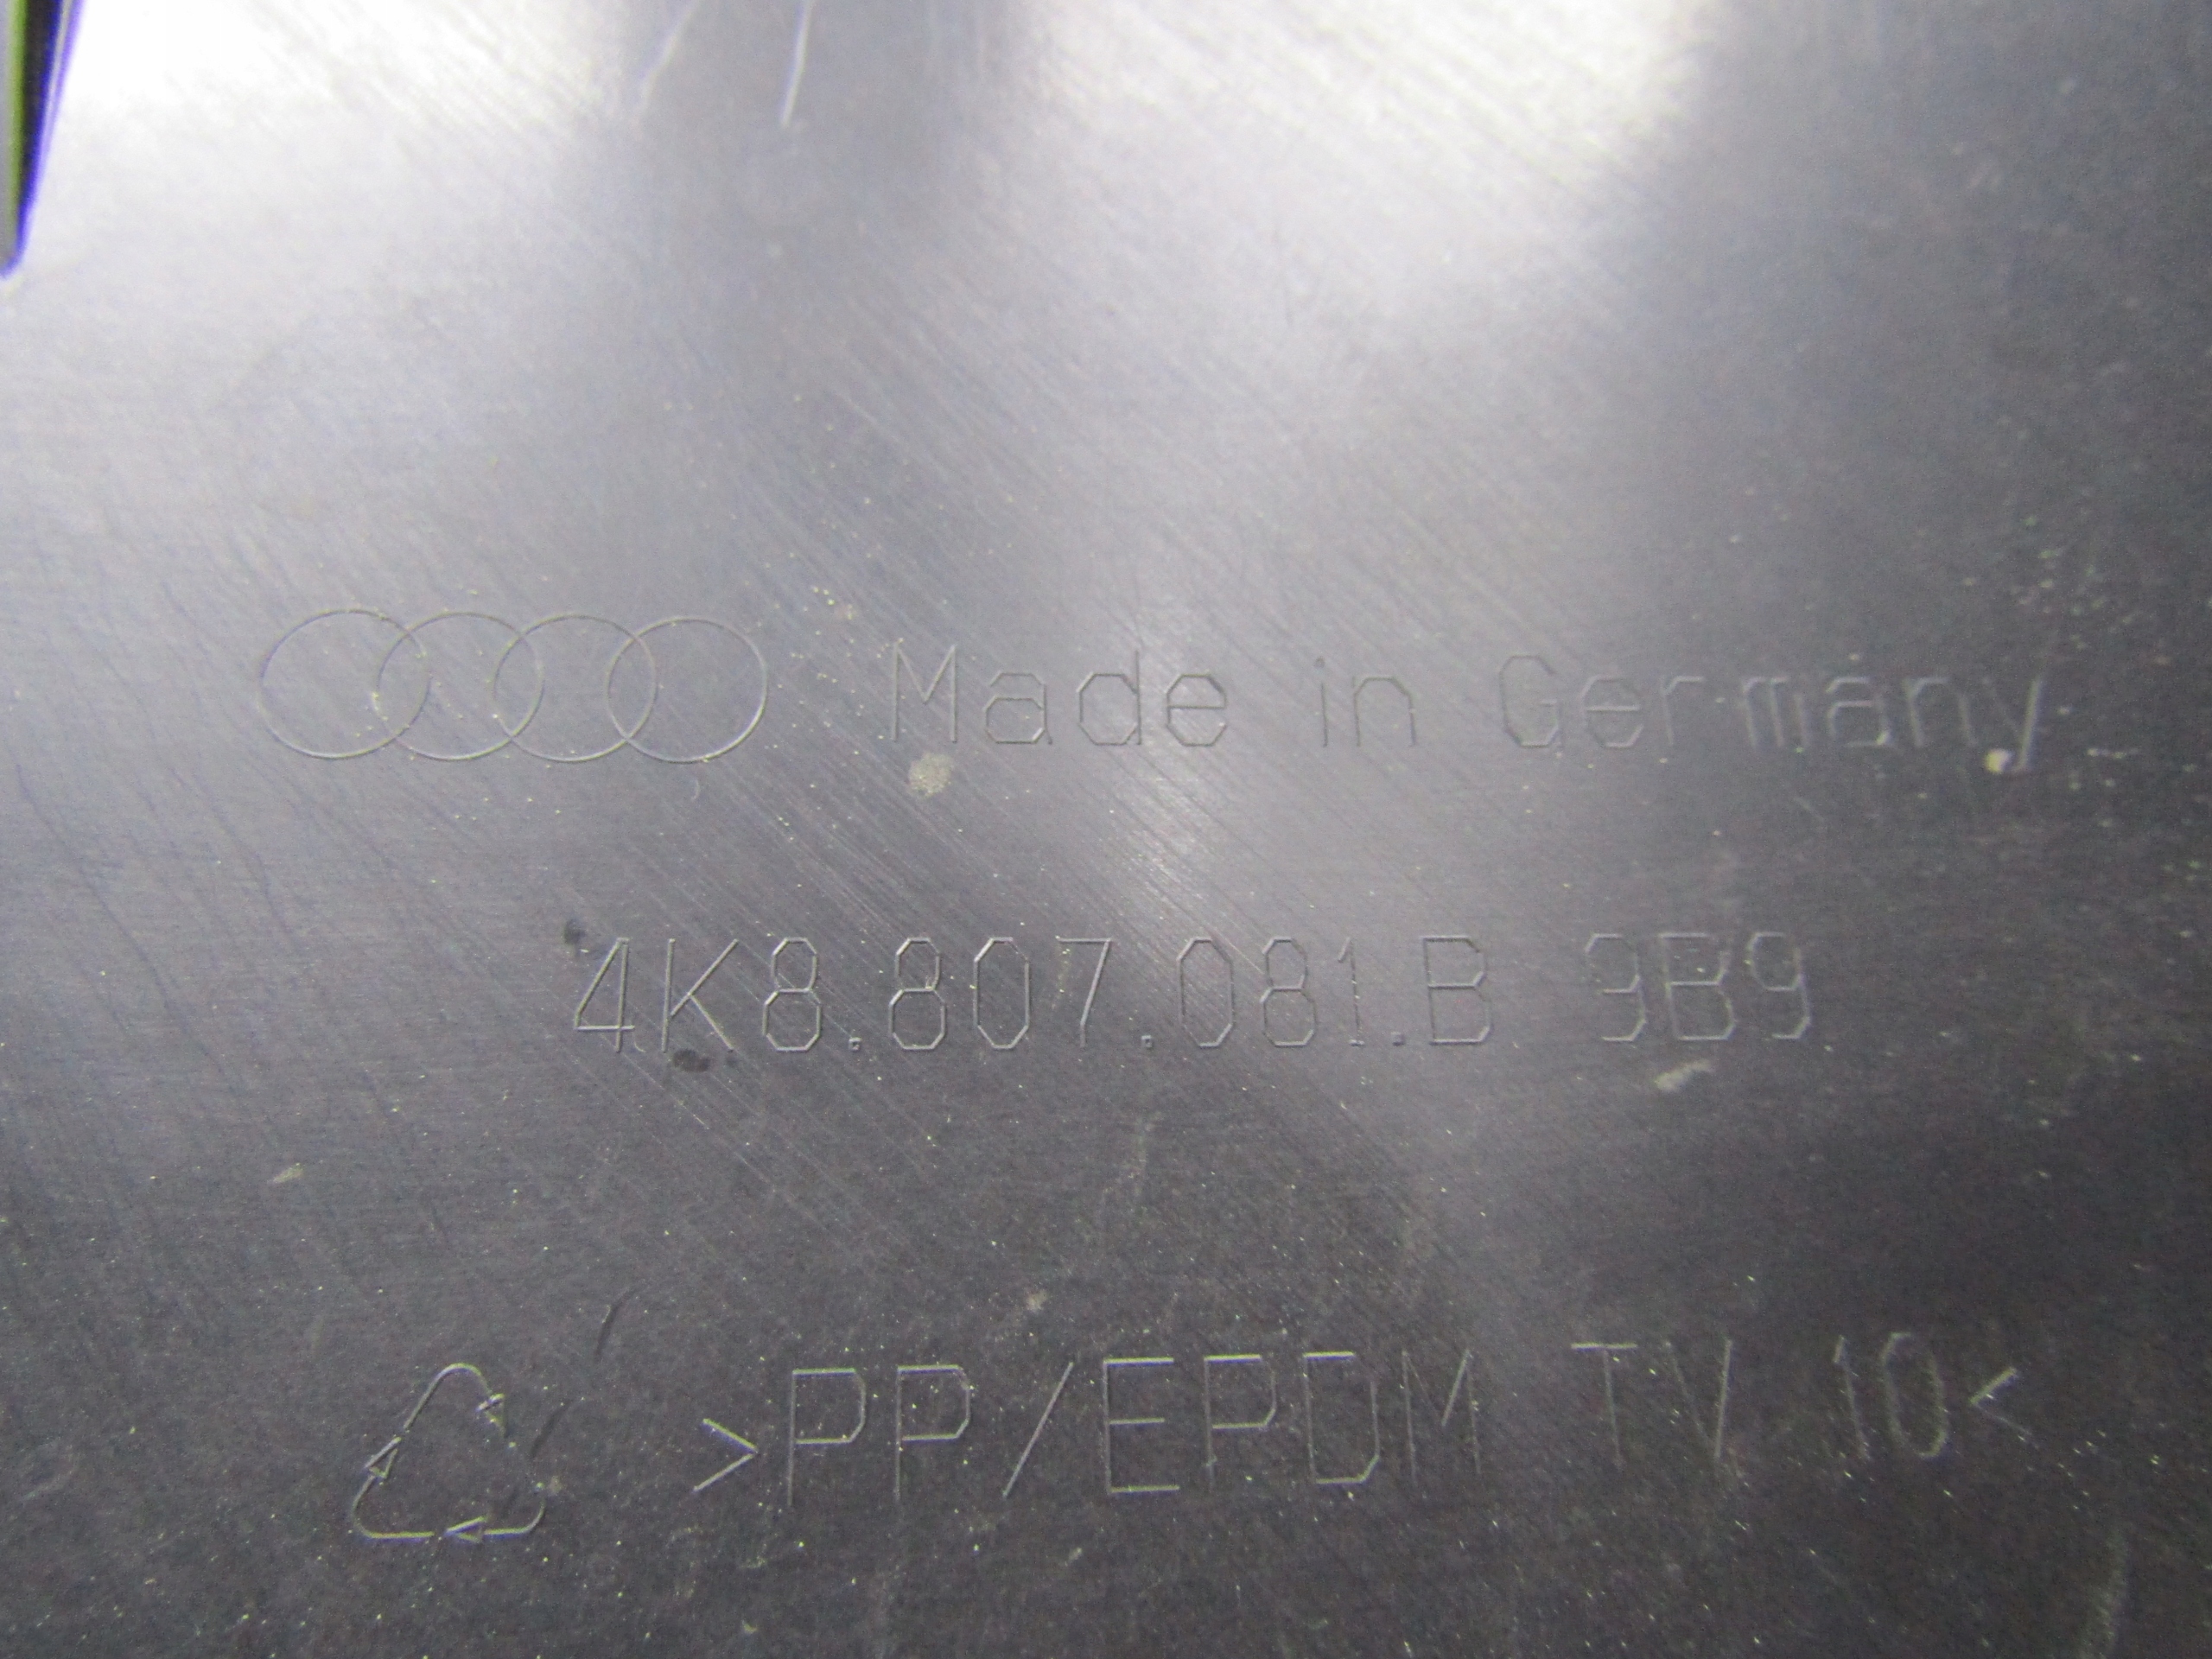 Made in Germany
4K8.807.081.B 9B9
>PP/EPDM TV 10<